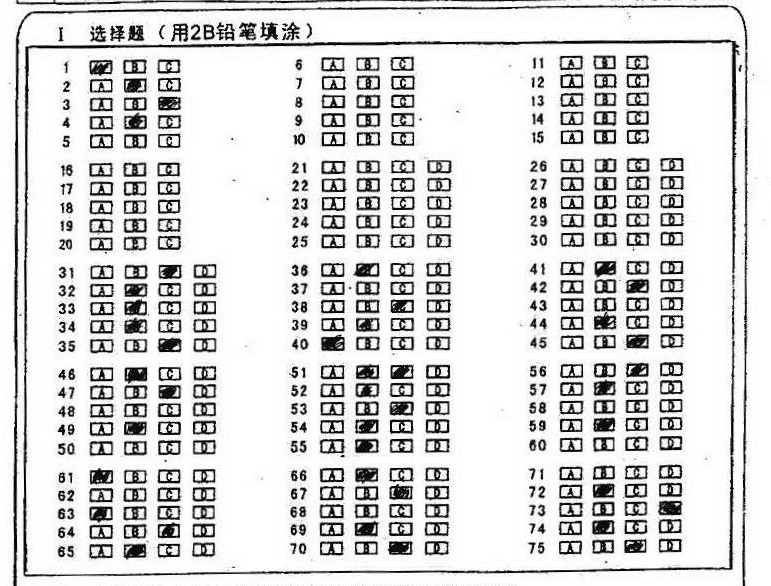 I 选择题（用2B铅笔填涂）
1 A B C 6 A B C 11 A B C
2 A B C 7 A B C 12 A B C
3 A B C 8 A B C 13 A B C
4 A B C 9 A B C 14 A B C
5 A B C 10 A B C 15 A B C
16 A B C 21 A B C D 26 A B C D
17 A B C 22 A B C D 27 A B C D
18 A B C 23 A B C D 28 A B C D
19 A B C 24 A B C D 29 A B C D
20 A B C 25 A B C D 30 A B C D
31 A B D 36 A C D 41 A C D
32 A C D 37 A B C D 42 A B D
33 A C D 38 A B D 43 A B C D
34 A C D 39 A C D 44 A C D
35 A B D 40 B C D 45 A B D
46 A C D 51 A D 56 A B D
47 A B D 52 A C D 57 A C D
48 A B C D 53 A B D 58 A B C D
49 A C D 54 A C D 59 A C D
50 A B C D 55 A C D 60 A B C D
61 B C D 66 A C D 71 A B C D
62 A B C D 67 A B D 72 A C D
63 B C D 68 A B C D 73 A B C
64 A B D 69 A C D 74 A C D
65 A C D 70 A B D 75 A B D